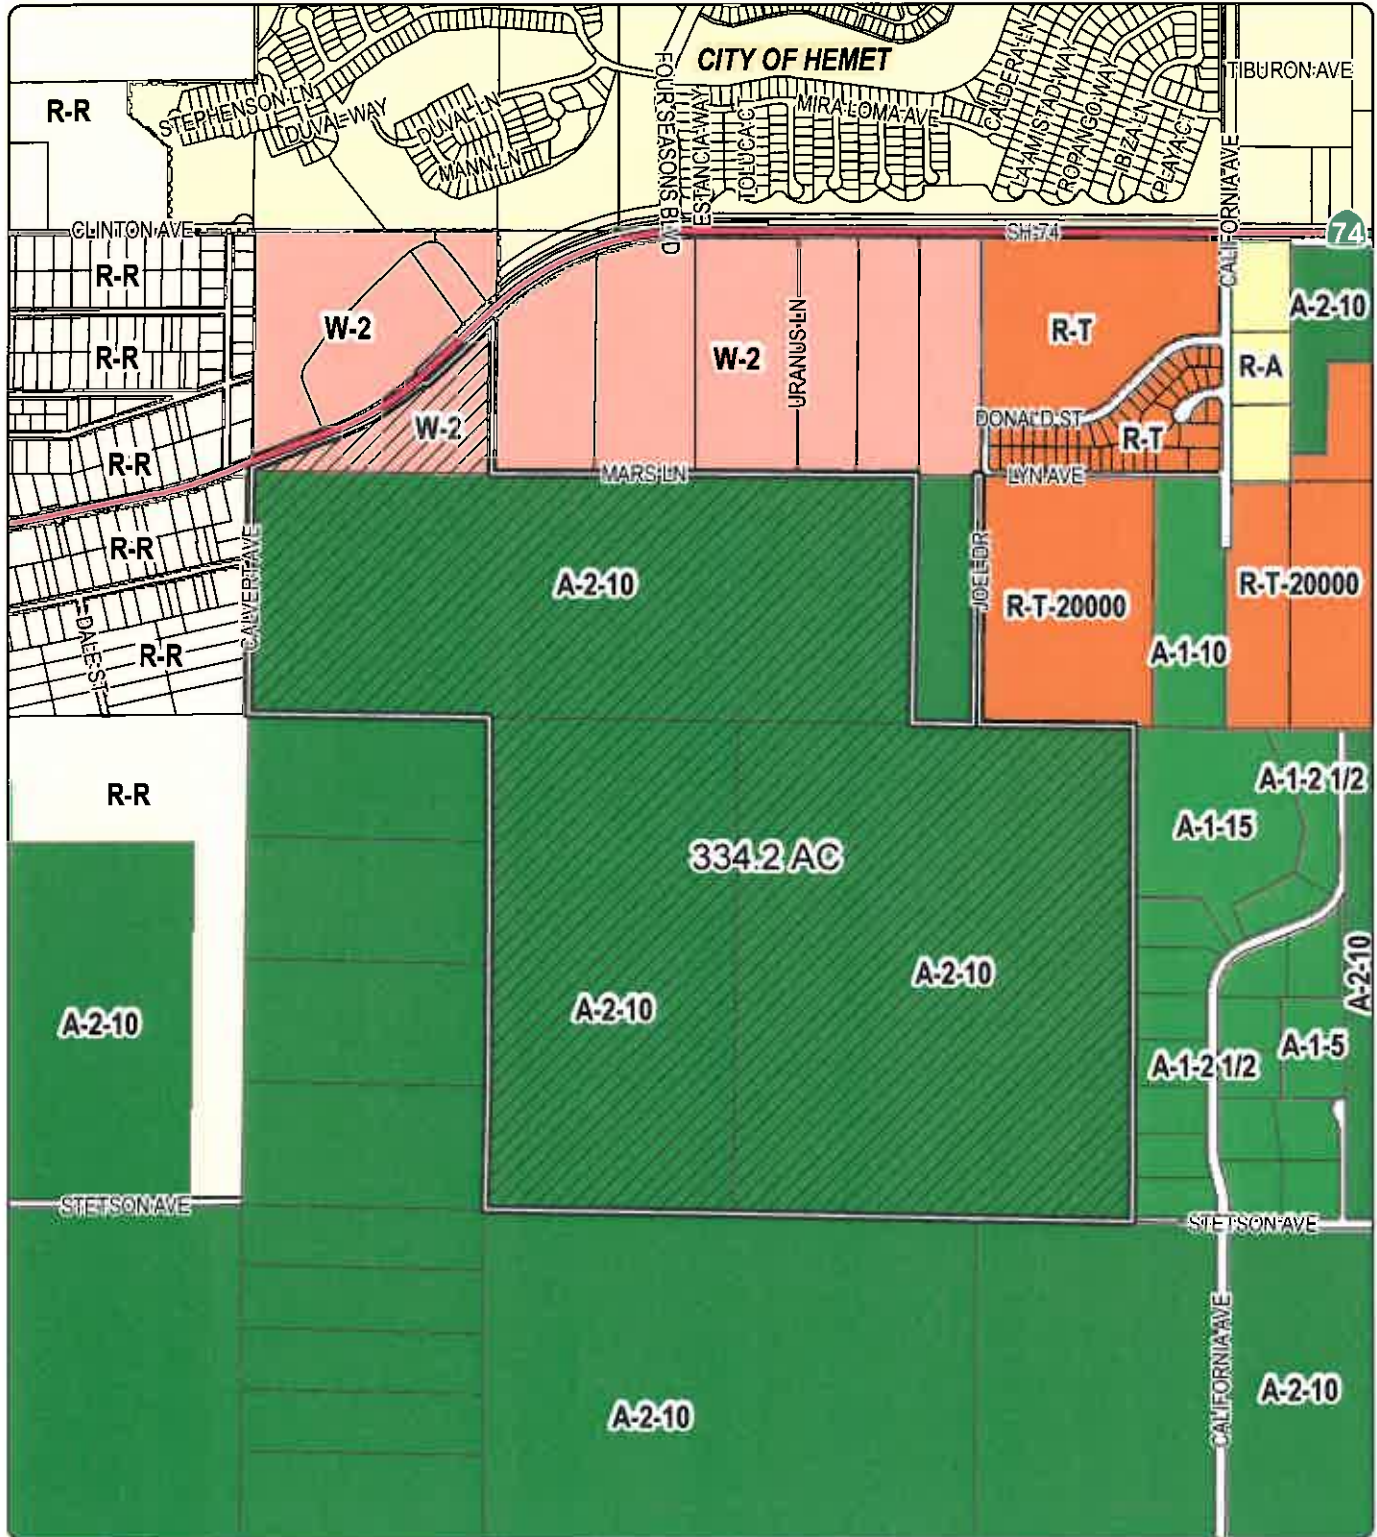 CITY OF HEMET
TIBURON AVE
R-R
STEPHENSON LN
DUVAL WAY
DUVAL LN
MANN LN
FOUR SEASONS BLVD
ESTANCIA WAY
TOLUCA CT
MIRA LOMA AVE
CALDERA LN
LA AMISTAD WAY
ROPANGO WAY
IBIZA LN
PLAYA CT
CALIFORNIA AVE
CLINTON AVE
SH 74
74
R-R
W-2
W-2
URANUS LN
R-T
A-2-10
R-R
R-A
W-2
DONALD ST
R-T
R-R
MARS LN
LYN AVE
R-R
CALVERT AVE
A-2-10
JOEL DR
R-T-20000
R-T-20000
DALE ST
R-R
A-1-10
R-R
A-1-2 1/2
A-1-15
334.2 AC
A-2-10
A-2-10
A-2-10
A-2-10
A-1-5
A-1-2 1/2
STETSON AVE
STETSON AVE
CALIFORNIA AVE
A-2-10
A-2-10